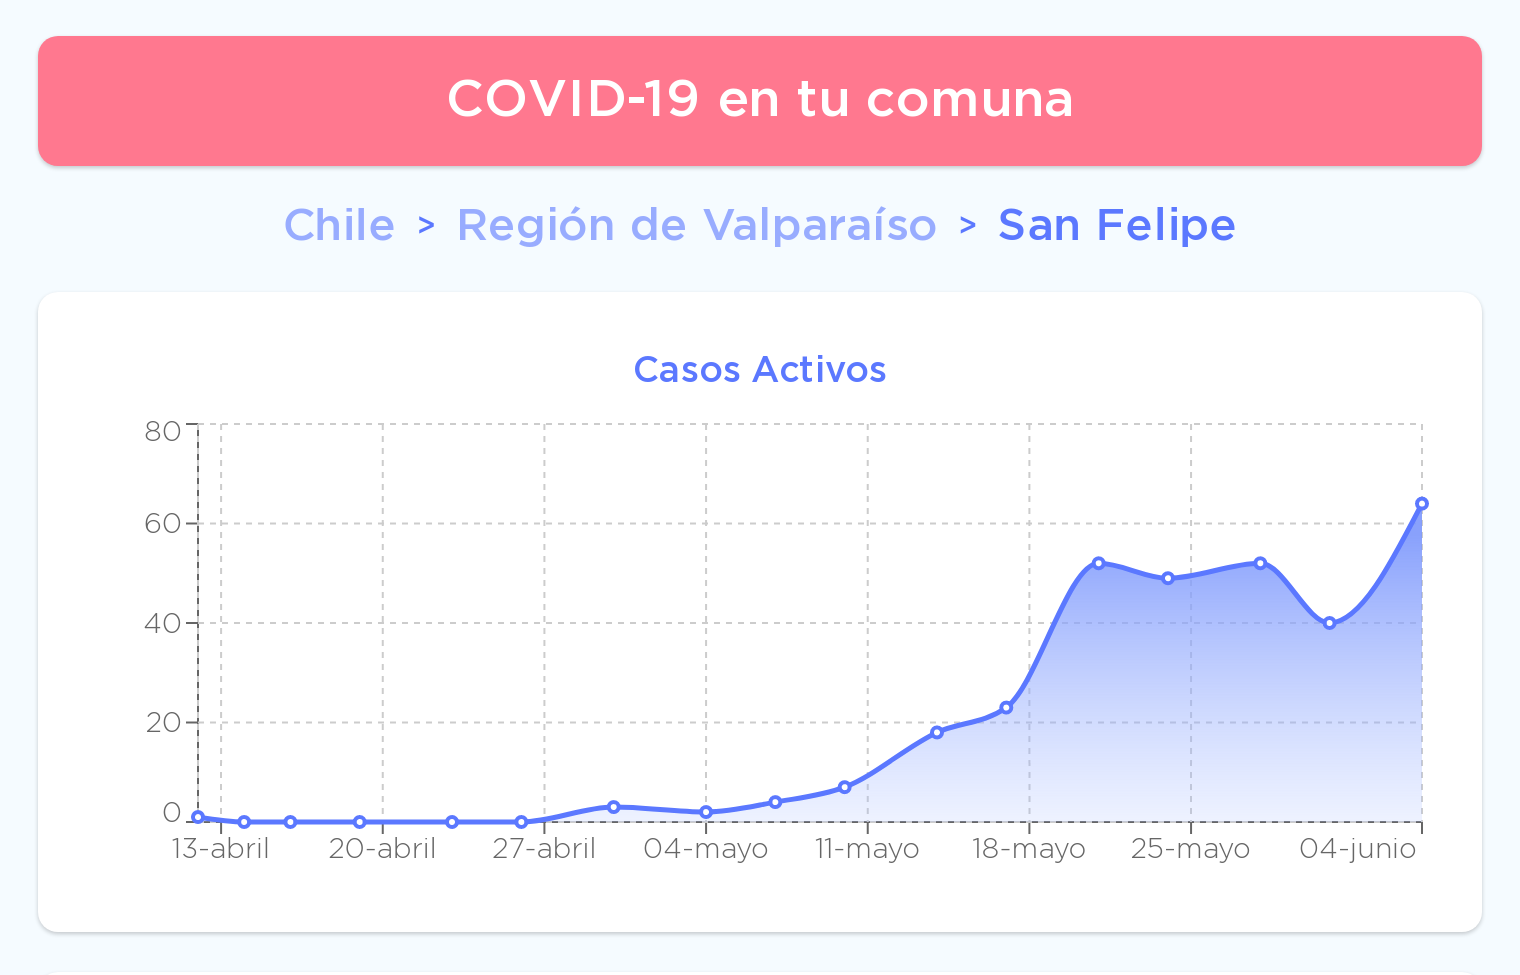 COVID-19 en tu comuna
Chile > Región de Valparaíso > San Felipe
Casos Activos
80
60
40
20
0
13-abril 20-abril 27-abril 04-mayo 11-mayo 18-mayo 25-mayo 04-junio